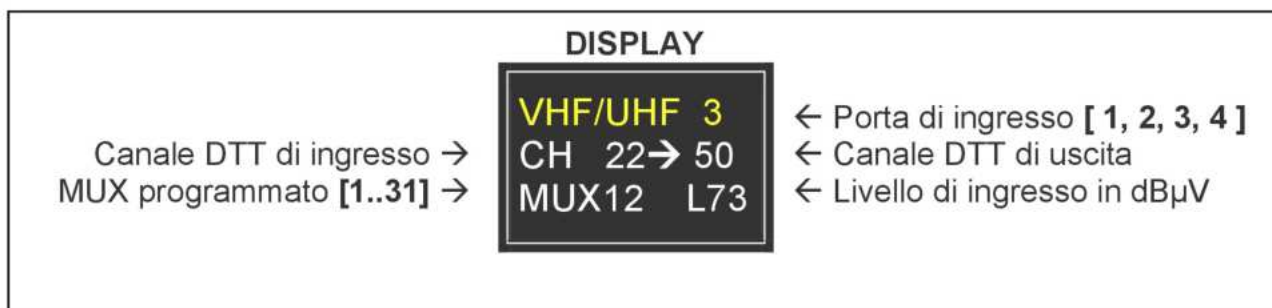 DISPLAY
VHF/UHF 3
← Porta di ingresso [ 1, 2, 3, 4 ]
Canale DTT di ingresso →
CH 22→ 50
← Canale DTT di uscita
MUX programmato [1..31] →
MUX12 L73
← Livello di ingresso in dBµV